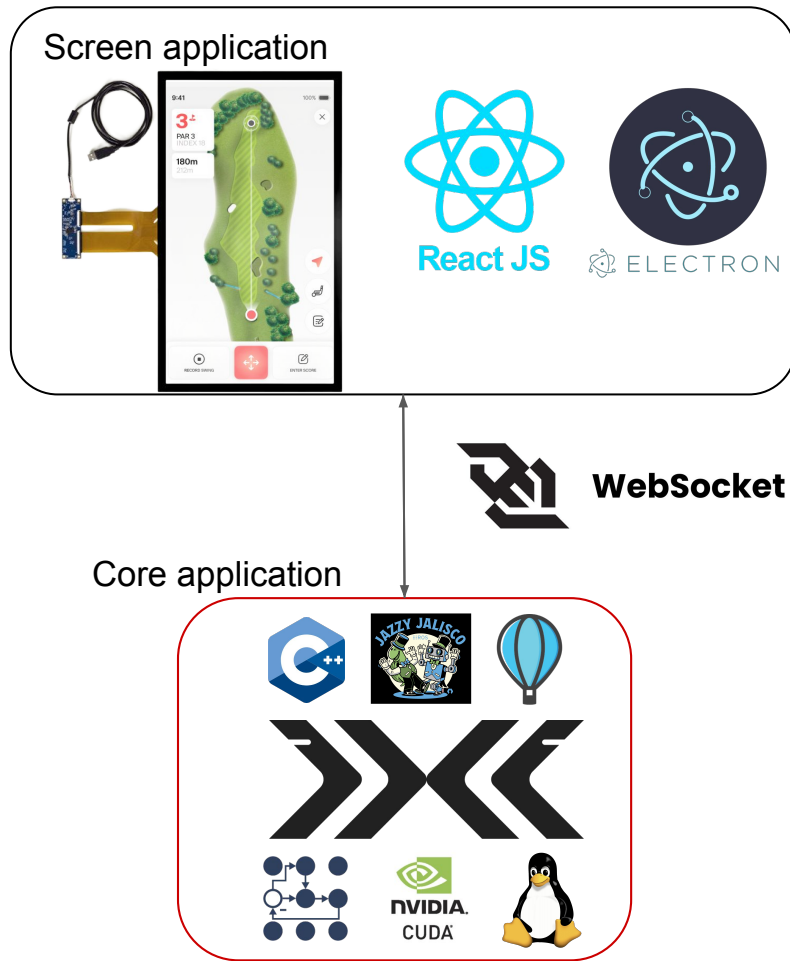 Screen application
9:41
100%
3
PAR 3
INDEX 18
180m
212m
RECORD SWING
ENTER SCORE
React JS
ELECTRON
WebSocket
Core application
C++
JAZZY JALISCO
NVIDIA.
CUDA